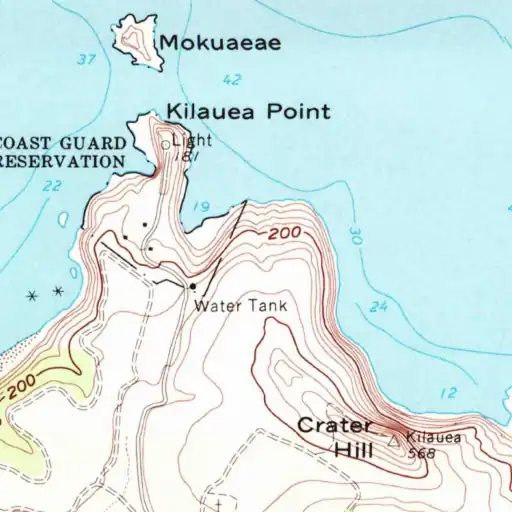 Mokuaeae
37
42
Kilauea Point
COAST GUARD
RESERVATION
Light
181
22
19
200
30
Water Tank
24
200
12
Crater
Hill
Kilauea
568